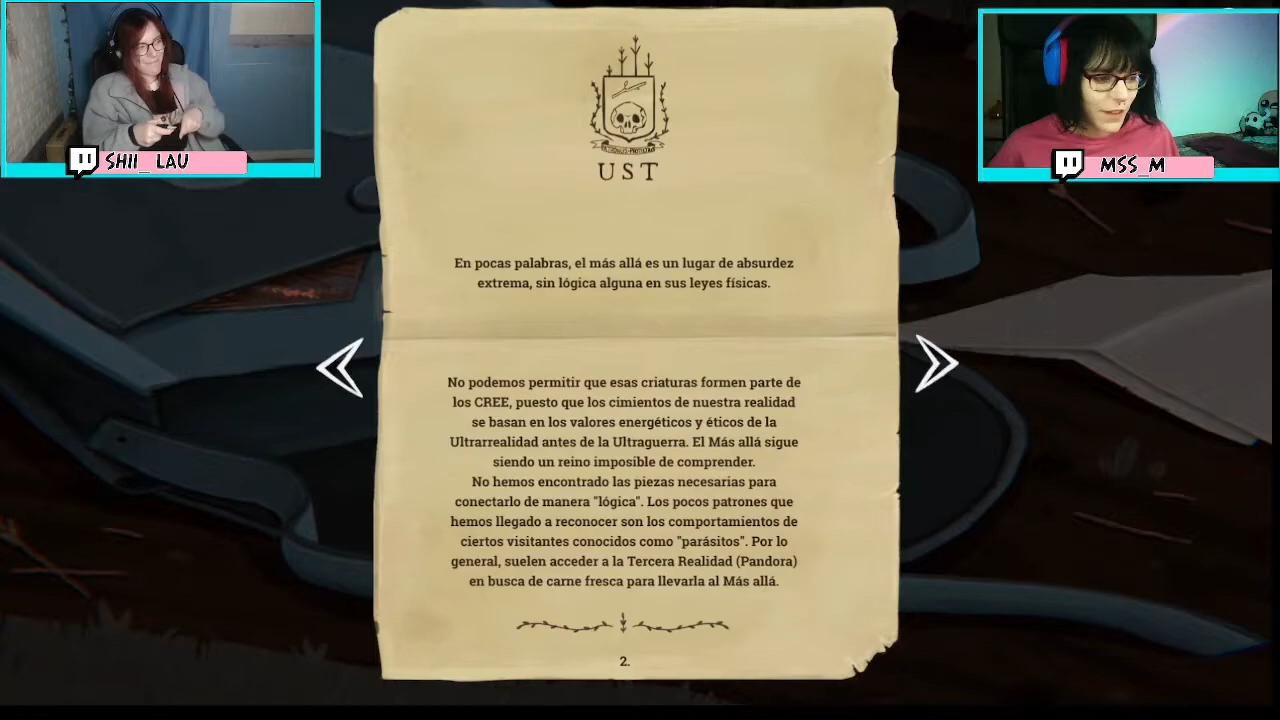 SHII_ LAU
MSS_M
UST
En pocas palabras, el más allá es un lugar de absurdez
extrema, sin lógica alguna en sus leyes físicas.
No podemos permitir que esas criaturas formen parte de
los CREE, puesto que los cimientos de nuestra realidad
se basan en los valores energéticos y éticos de la
Ultrarrealidad antes de la Ultraguerra. El Más allá sigue
siendo un reino imposible de comprender.
No hemos encontrado las piezas necesarias para
conectarlo de manera "lógica". Los pocos patrones que
hemos llegado a reconocer son los comportamientos de
ciertos visitantes conocidos como "parásitos". Por lo
general, suelen acceder a la Tercera Realidad (Pandora)
en busca de carne fresca para llevarla al Más allá.
2.